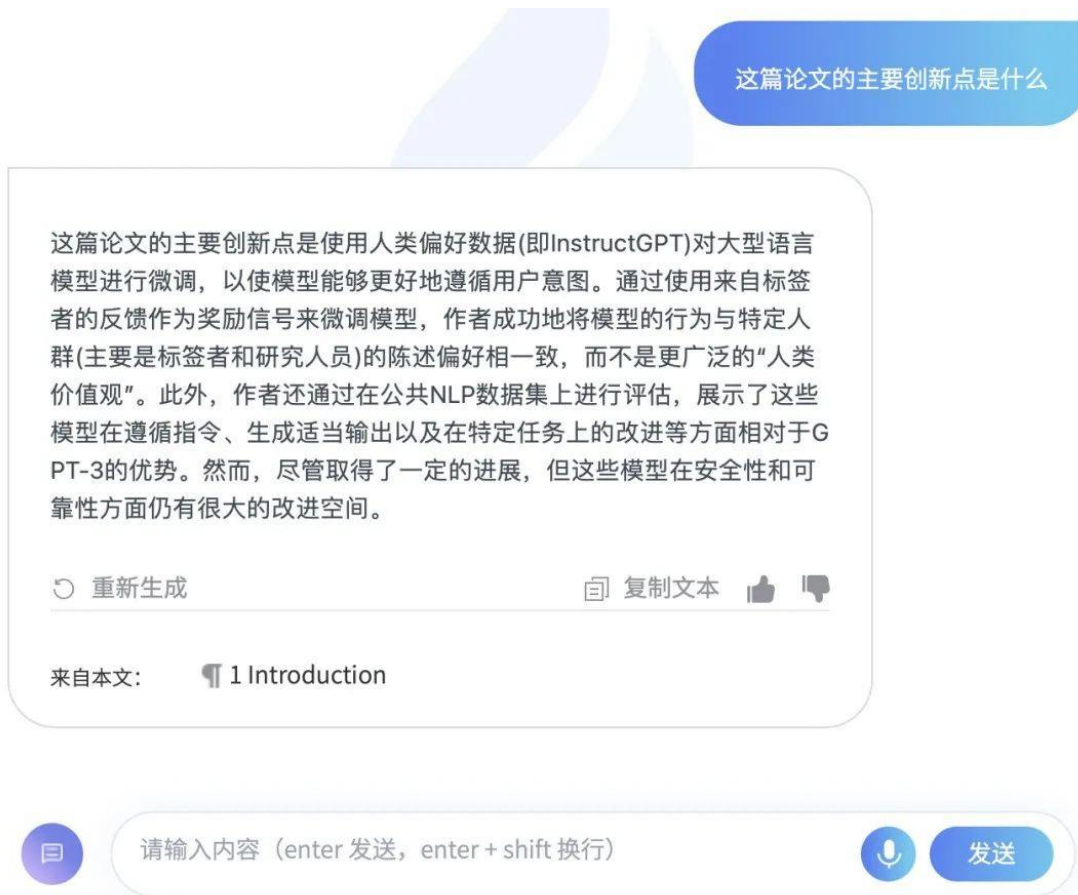 这篇论文的主要创新点是什么
这篇论文的主要创新点是使用人类偏好数据(即InstructGPT)对大型语言
模型进行微调，以使模型能够更好地遵循用户意图。通过使用来自标签
者的反馈作为奖励信号来微调模型，作者成功地将模型的行为与特定人
群(主要是标签者和研究人员)的陈述偏好相一致，而不是更广泛的“人类
价值观”。此外，作者还通过在公共NLP数据集上进行评估，展示了这些
模型在遵循指令、生成适当输出以及在特定任务上的改进等方面相对于G
PT-3的优势。然而，尽管取得了一定的进展，但这些模型在安全性和可
靠性方面仍有很大的改进空间。
重新生成 复制文本
来自本文： ¶ 1 Introduction
请输入内容（enter 发送，enter + shift 换行） 发送